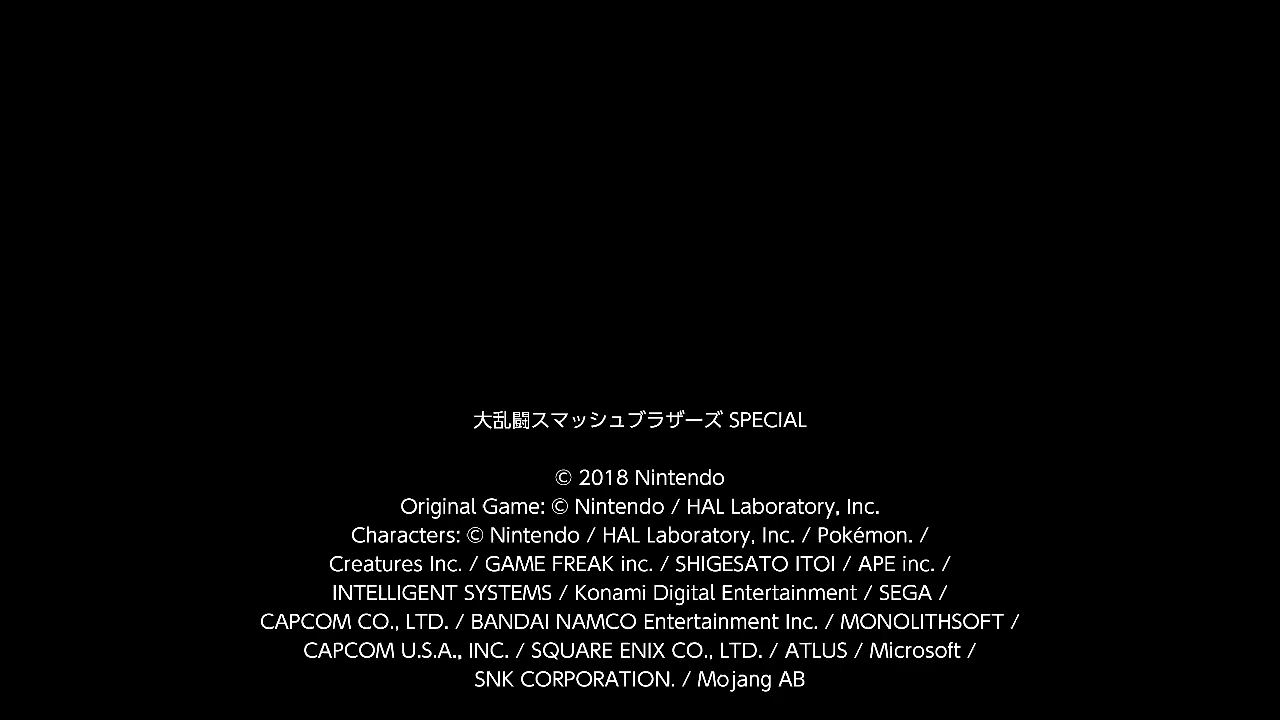 大乱闘スマッシュブラザーズ SPECIAL
© 2018 Nintendo
Original Game: © Nintendo / HAL Laboratory, Inc.
Characters: © Nintendo / HAL Laboratory, Inc. / Pokémon. /
Creatures Inc. / GAME FREAK inc. / SHIGESATO ITOI / APE inc. /
INTELLIGENT SYSTEMS / Konami Digital Entertainment / SEGA /
CAPCOM CO., LTD. / BANDAI NAMCO Entertainment Inc. / MONOLITHSOFT /
CAPCOM U.S.A., INC. / SQUARE ENIX CO., LTD. / ATLUS / Microsoft /
SNK CORPORATION. / Mojang AB